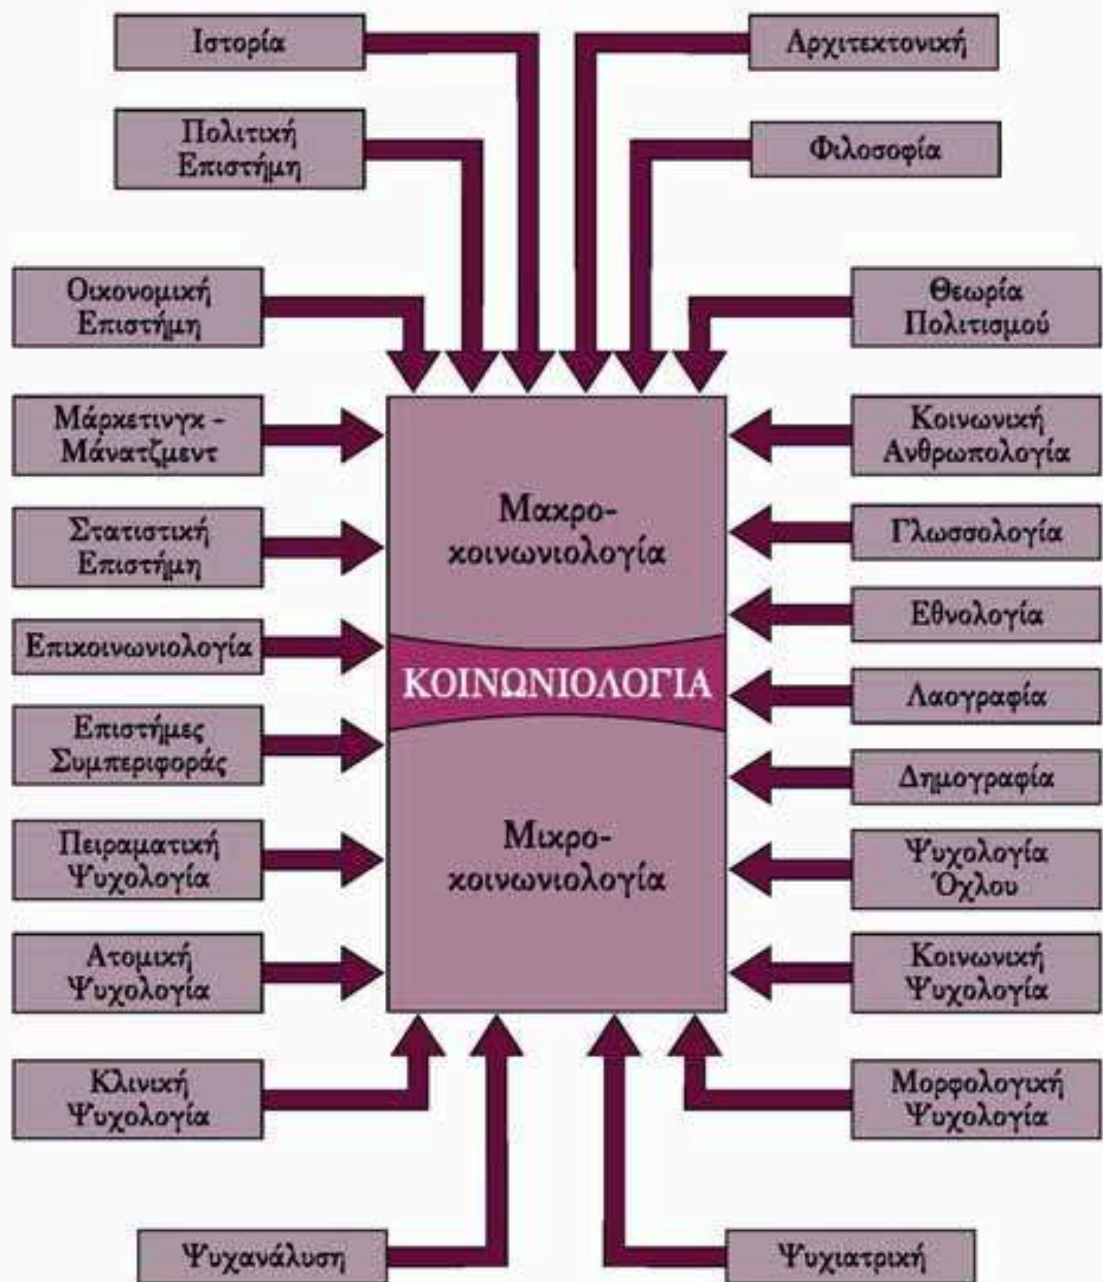 Ιστορία
Αρχιτεκτονική
Πολιτική
Επιστήμη
Φιλοσοφία
Οικονομική
Επιστήμη
Θεωρία
Πολιτισμού
Μάρκετινγκ -
Μάνατζμεντ
Κοινωνική
Ανθρωπολογία
Στατιστική
Επιστήμη
Γλωσσολογία
Μακρο-
κοινωνιολογία
Εθνολογία
Επικοινωνιολογία
ΚΟΙΝΩΝΙΟΛΟΓΙΑ
Λαογραφία
Επιστήμες
Συμπεριφοράς
Δημογραφία
Πειραματική
Ψυχολογία
Μικρο-
κοινωνιολογία
Ψυχολογία
Όχλου
Ατομική
Ψυχολογία
Κοινωνική
Ψυχολογία
Κλινική
Ψυχολογία
Μορφολογική
Ψυχολογία
Ψυχανάλυση
Ψυχιατρική